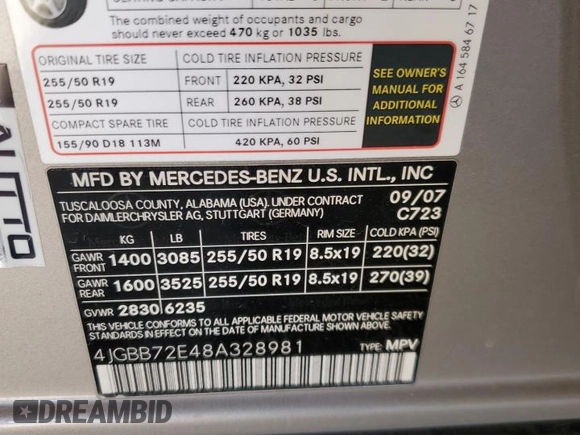 The combined weight of occupants and cargo
should never exceed 470 kg or 1035 lbs.
ORIGINAL TIRE SIZE COLD TIRE INFLATION PRESSURE
255/50 R19 FRONT 220 KPA, 32 PSI
255/50 R19 REAR 260 KPA, 38 PSI
COMPACT SPARE TIRE COLD TIRE INFLATION PRESSURE
155/90 D18 113M 420 KPA, 60 PSI
SEE OWNER'S
MANUAL FOR
ADDITIONAL
INFORMATION
A 164 584 67 17
AUTO
MFD BY MERCEDES-BENZ U.S. INTL., INC
TUSCALOOSA COUNTY, ALABAMA (USA), UNDER CONTRACT
FOR DAIMLERCHRYSLER AG, STUTTGART (GERMANY)
09/07
C723
KG LB TIRES RIM SIZE COLD KPA (PSI)
GAWR FRONT 1400 3085 255/50 R19 8.5x19 220(32)
GAWR REAR 1600 3525 255/50 R19 8.5x19 270(39)
GVWR 2830 6235
THIS VEHICLE CONFORMS TO ALL APPLICABLE FEDERAL MOTOR VEHICLE SAFETY
STANDARDS IN EFFECT ON THE DATE OF MANUFACTURE SHOWN ABOVE.
4JGBB72E48A328981 TYPE: MPV
DREAMBID